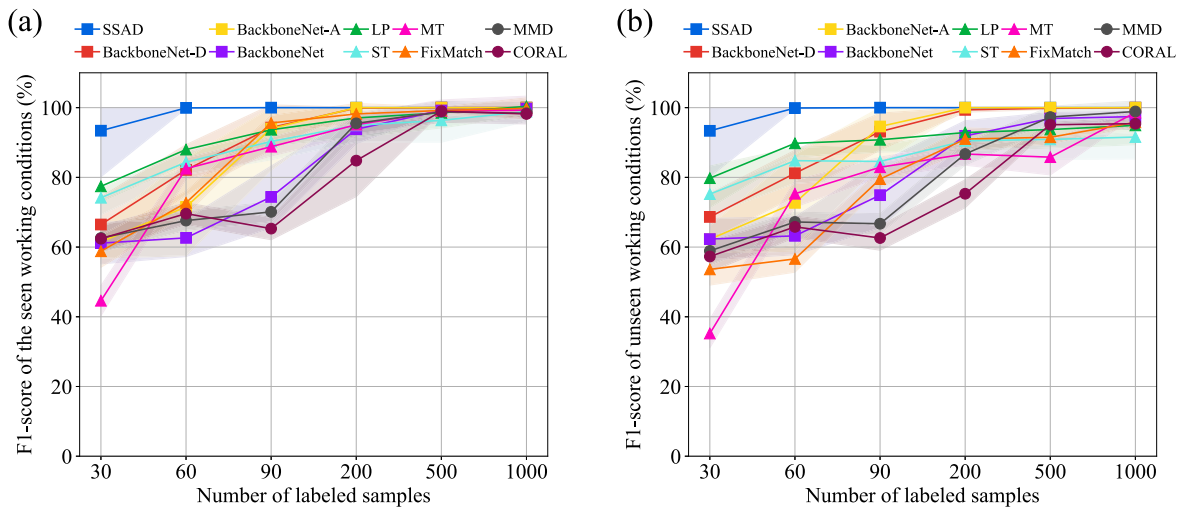 (a)
SSAD BackboneNet-A LP MT MMD
BackboneNet-D BackboneNet ST FixMatch CORAL
F1-score of the seen working conditions (%)
100
80
60
40
20
0
30 60 90 200 500 1000
Number of labeled samples
(b)
SSAD BackboneNet-A LP MT MMD
BackboneNet-D BackboneNet ST FixMatch CORAL
F1-score of unseen working conditions (%)
100
80
60
40
20
0
30 60 90 200 500 1000
Number of labeled samples